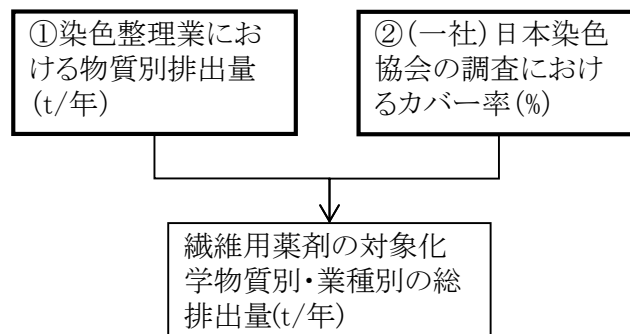 ①染色整理業にお
ける物質別排出量
(t/年)
②(一社)日本染色
協会の調査におけ
るカバー率(%)
繊維用薬剤の対象化
学物質別・業種別の総
排出量(t/年)